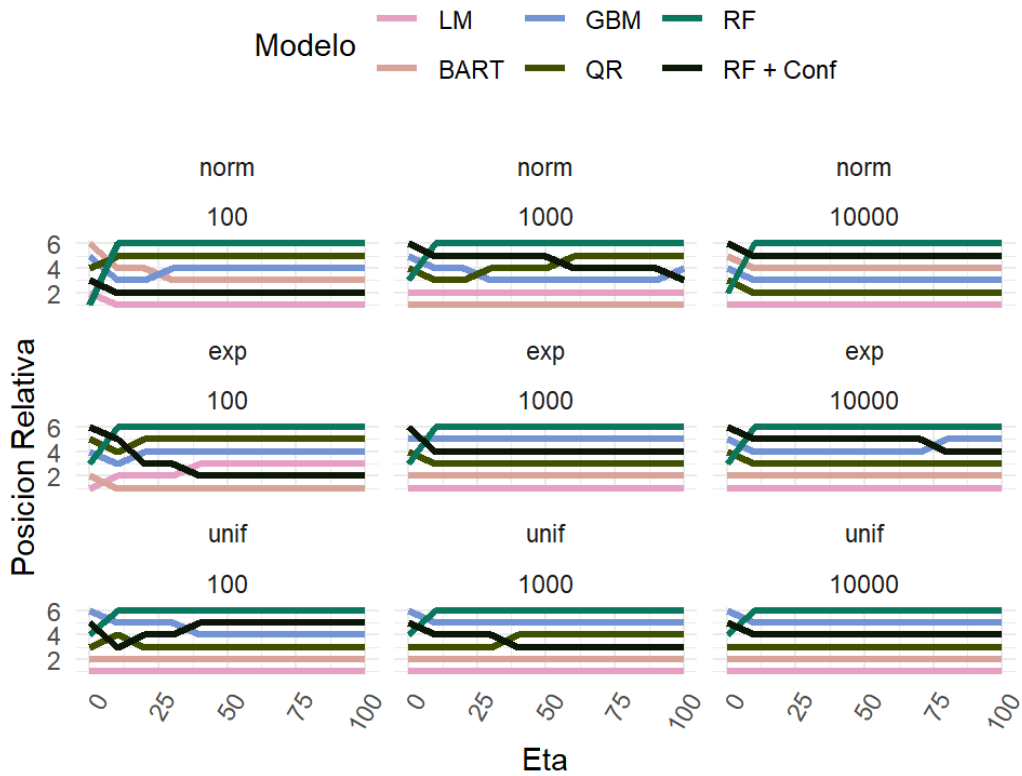 Modelo
LM GBM RF
BART QR RF + Conf
norm norm norm
100 1000 10000
6
4
2
exp exp exp
100 1000 10000
6
4
2
unif unif unif
100 1000 10000
6
4
2
0 25 50 75 100 0 25 50 75 100 0 25 50 75 100
Posicion Relativa
Eta